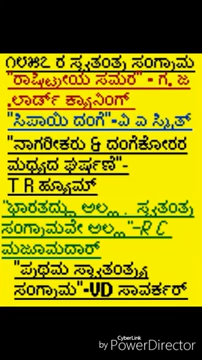 ೧೮೫೭ ರ ಸ್ವತಂತ್ರ ಸಂಗ್ರಾಮ
"ರಾಷ್ಟ್ರೀಯ ಸಮರ" - ಗ. ಜ
.ಲಾರ್ಡ್ ಕ್ಯಾನಿಂಗ್
"ಸಿಪಾಯಿ ದಂಗೆ"-ವಿ ಎ ಸ್ಮಿತ್
"ನಾಗರೀಕರು & ದಂಗೆಕೋರರ
ಮಧ್ಯದ ಘರ್ಷಣೆ"-
T R ಹ್ಯೂಮ್
"ಭಾರತದ್ದು ಅಲ್ಲ , ಸ್ವತಂತ್ರ
ಸಂಗ್ರಾಮವೇ ಅಲ್ಲ"-R C
ಮಜೂಮದಾರ್
"ಪ್ರಥಮ ಸ್ವಾತಂತ್ರ್ಯ
ಸಂಗ್ರಾಮ"-VD ಸಾವರ್ಕರ್
CyberLink
by PowerDirector